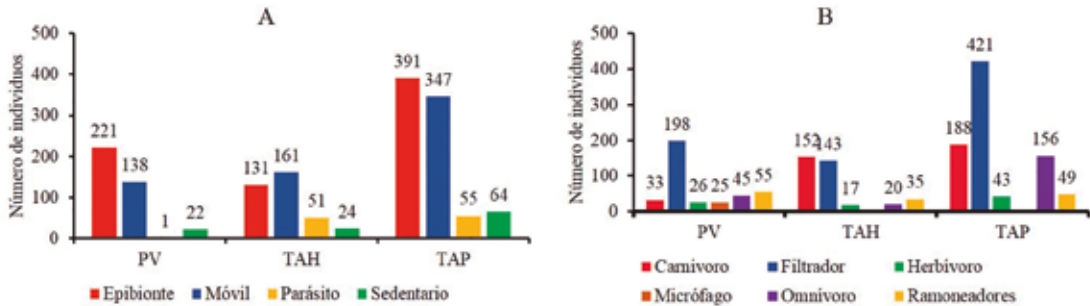 A
Número de individuos
500
400
300
200
100
0
221
138
1
22
131
161
51
24
391
347
55
64
PV
TAH
TAP
Epibionte
Móvil
Parásito
Sedentario
B
Número de individuos
500
400
300
200
100
0
33
198
26
25
45
55
152
143
17
20
35
188
421
43
156
49
PV
TAH
TAP
Carnivoro
Filtrador
Herbívoro
Micrófago
Omnívoro
Ramoneadores